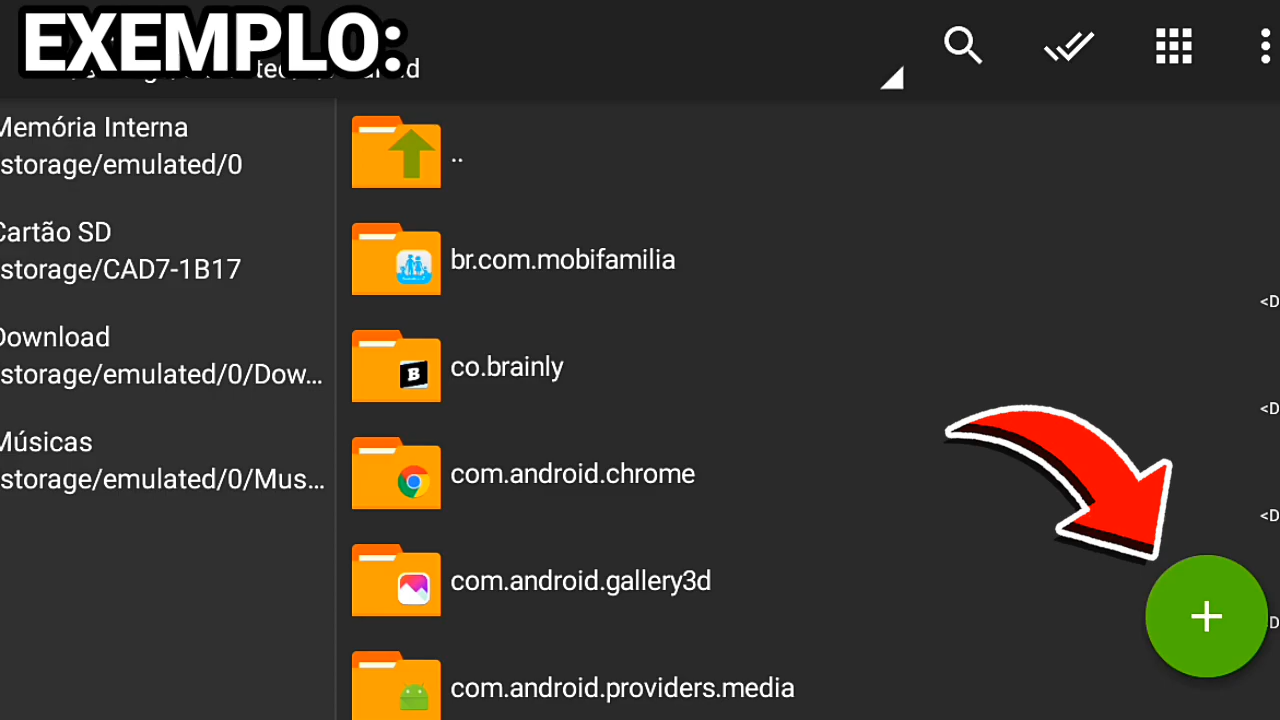 EXEMPLO:
Memória Interna
storage/emulated/0
Cartão SD
storage/CAD7-1B17
Download
storage/emulated/0/Dow...
Músicas
storage/emulated/0/Mus...
..
br.com.mobifamilia
<D
co.brainly
<D
B
com.android.chrome
<D
com.android.gallery3d
<D
com.android.providers.media
+